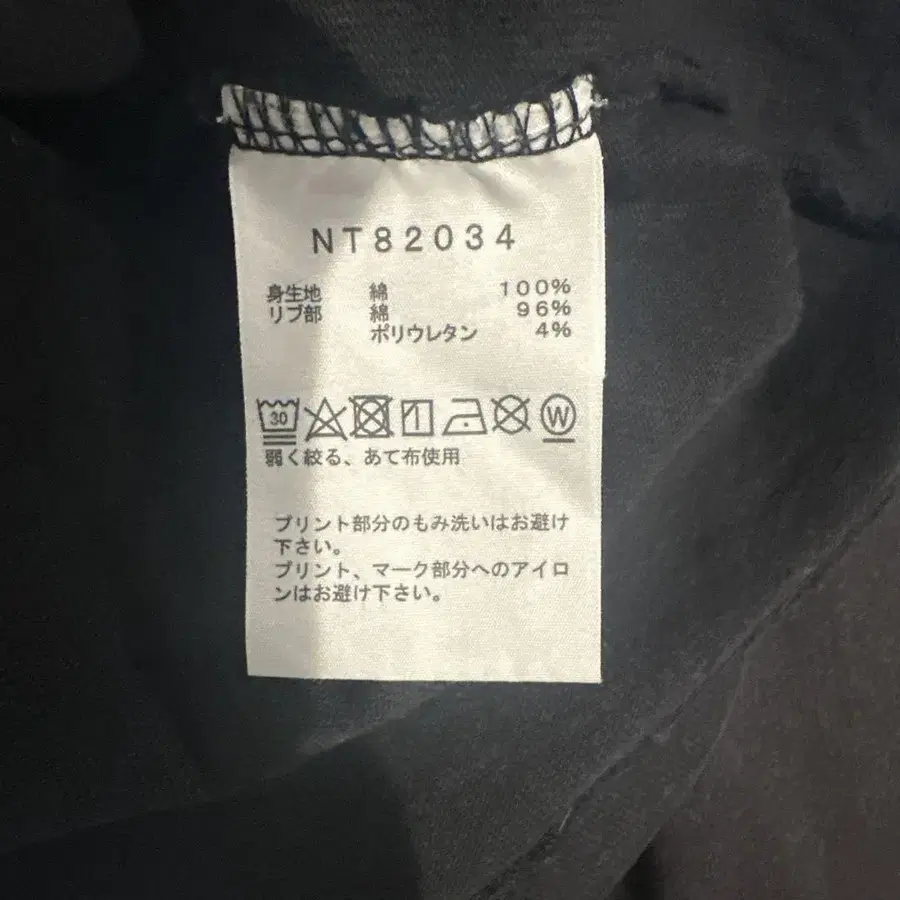 NT82034
身生地 綿 100%
リブ部 綿 96%
ポリウレタン 4%
30 W
弱く絞る、あて布使用
プリント部分のもみ洗いはお避け
下さい。
プリント、マーク部分へのアイロ
ンはお避け下さい。